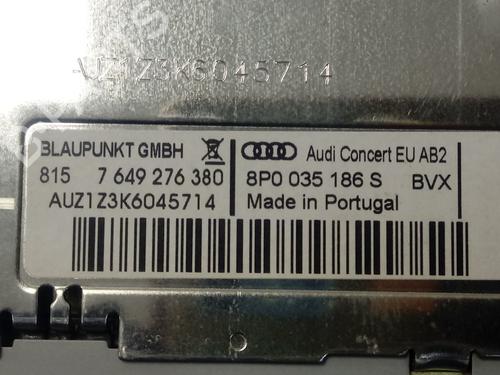 AUZ1Z3K6045714
BLAUPUNKT GMBH
815 7 649 276 380
AUZ1Z3K6045714
Audi Concert EU AB2
8P0 035 186 S BVX
Made in Portugal